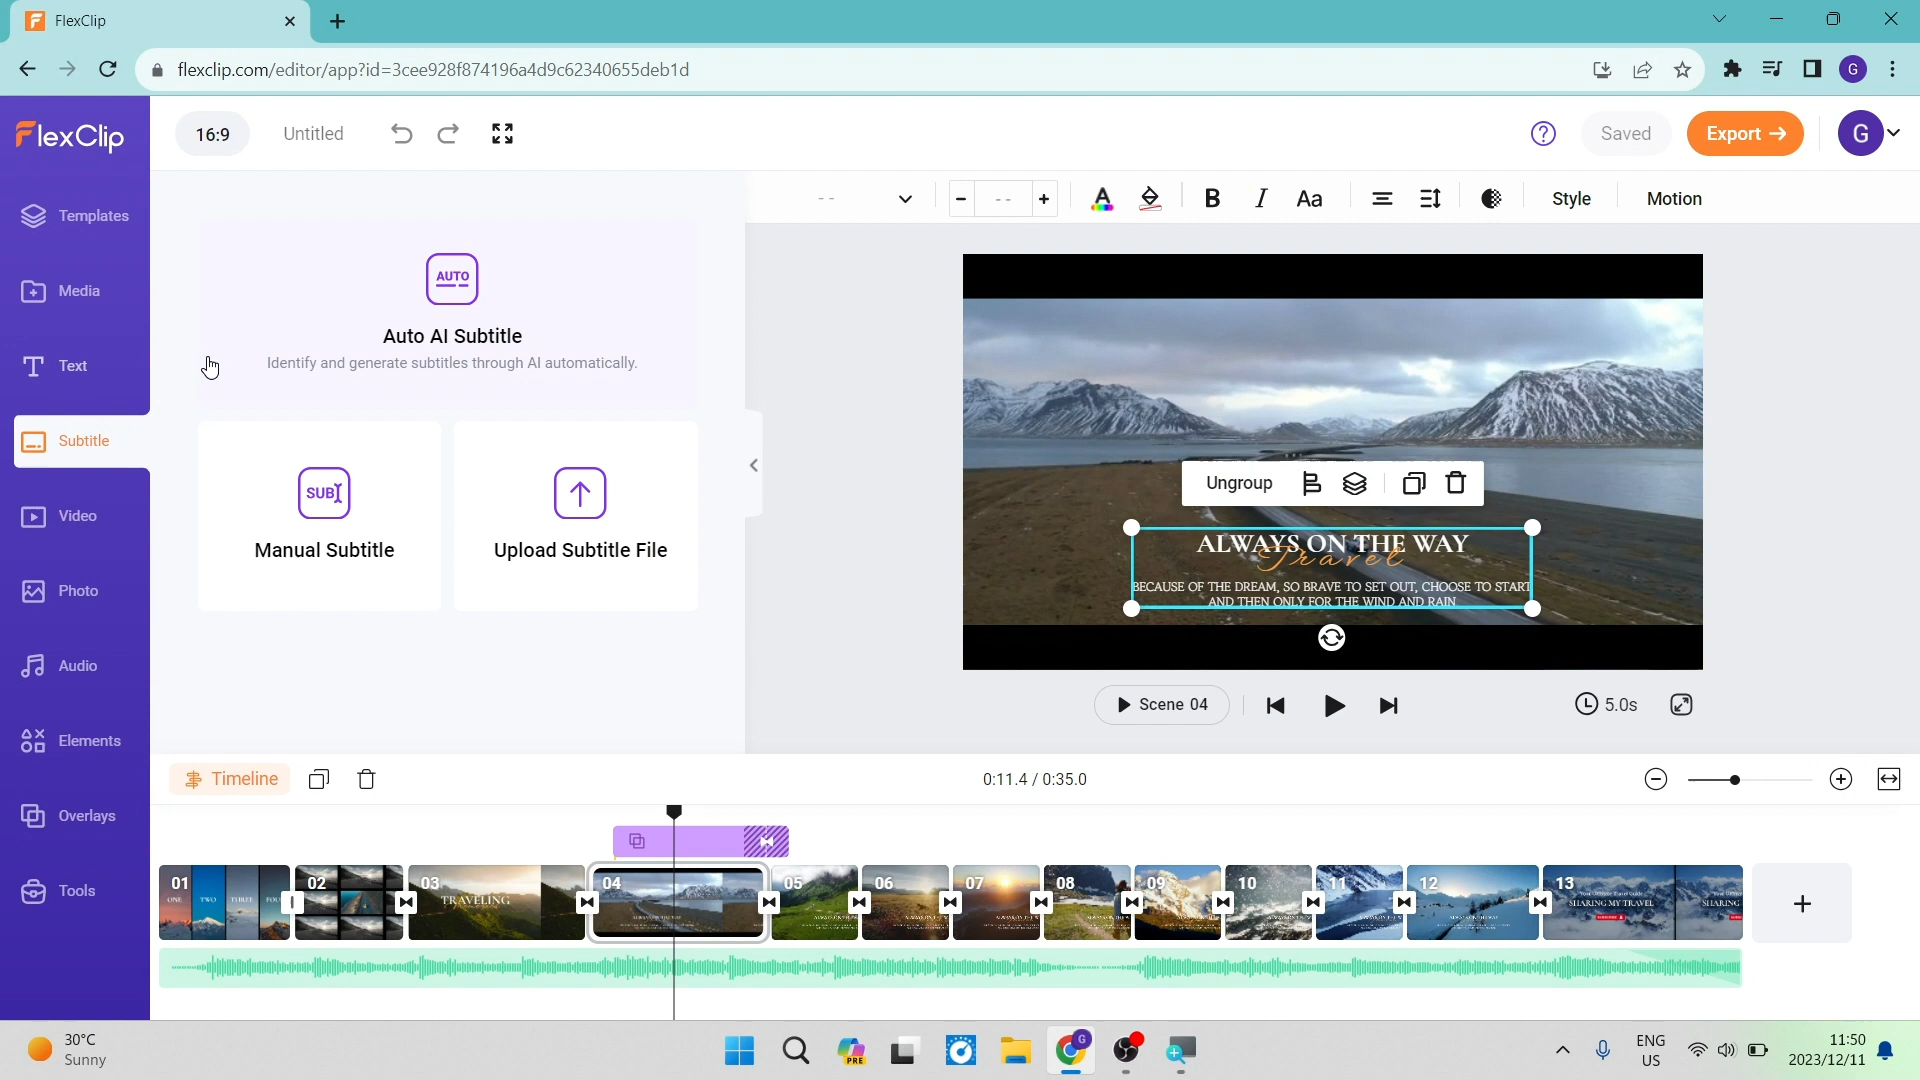 FlexClip
flexclip.com/editor/app?id=3cee928f874196a4d9c62340655deb1d
G
FlexClip
16:9
Untitled
Saved
Export
G
Templates
Media
Text
Subtitle
Video
Photo
Audio
Elements
Overlays
Tools
- -
- - -
+
A
B
I
Aa
Style
Motion
AUTO
Auto AI Subtitle
Identify and generate subtitles through AI automatically.
SUB
Manual Subtitle
Upload Subtitle File
Ungroup
ALWAYS ON THE WAY
Travel
BECAUSE OF THE DREAM, SO BRAVE TO SET OUT, CHOOSE TO START
AND THEN ONLY FOR THE WIND AND RAIN
Scene 04
5.0s
Timeline
0:11.4 / 0:35.0
01
ONE TWO THREE FOU
02
03
TRAVELING
04
05
06
07
08
09
10
11
12
13
SHARING MY TRAVEL
SHARING
+
30°C
Sunny
PRE
G
ENG
US
11:50
2023/12/11